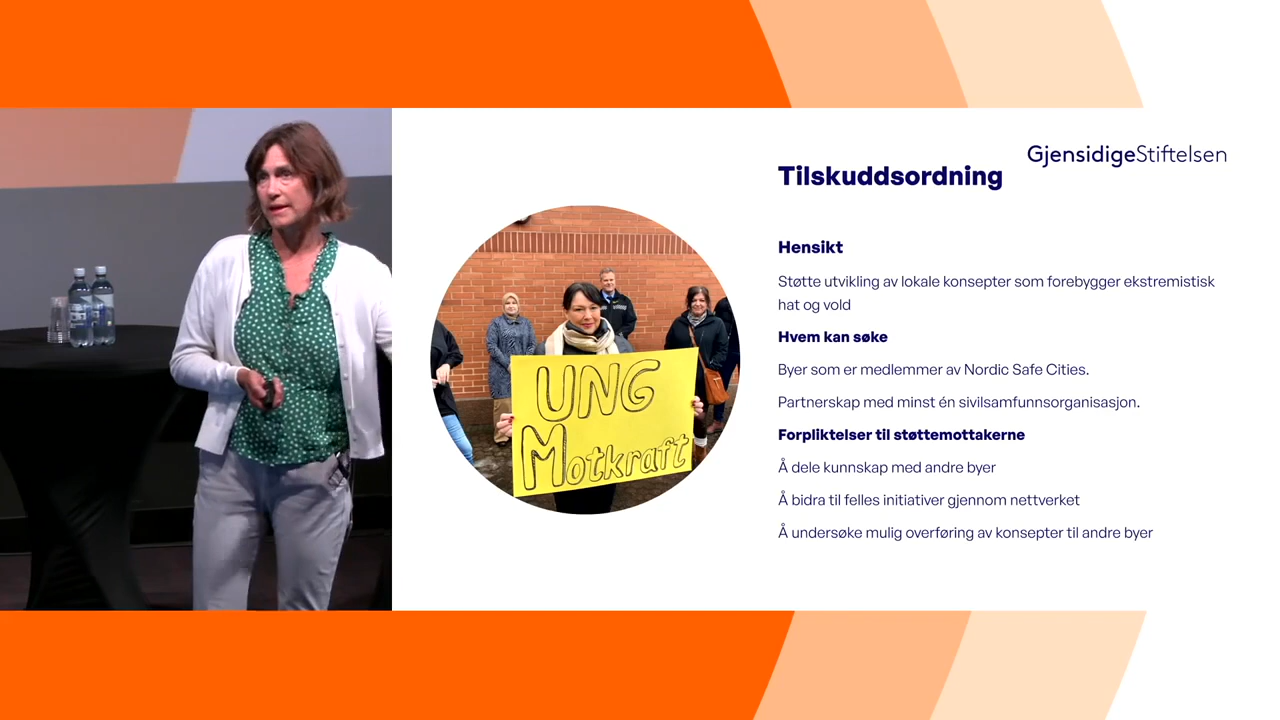 GjensidigeStiftelsen
Tilskuddsordning
Hensikt
Støtte utvikling av lokale konsepter som forebygger ekstremistisk
hat og vold
Hvem kan søke
Byer som er medlemmer av Nordic Safe Cities.
Partnerskap med minst én sivilsamfunnsorganisasjon.
Forpliktelser til støttemottakerne
Å dele kunnskap med andre byer
Å bidra til felles initiativer gjennom nettverket
Å undersøke mulig overføring av konsepter til andre byer
UNG
Motkraft